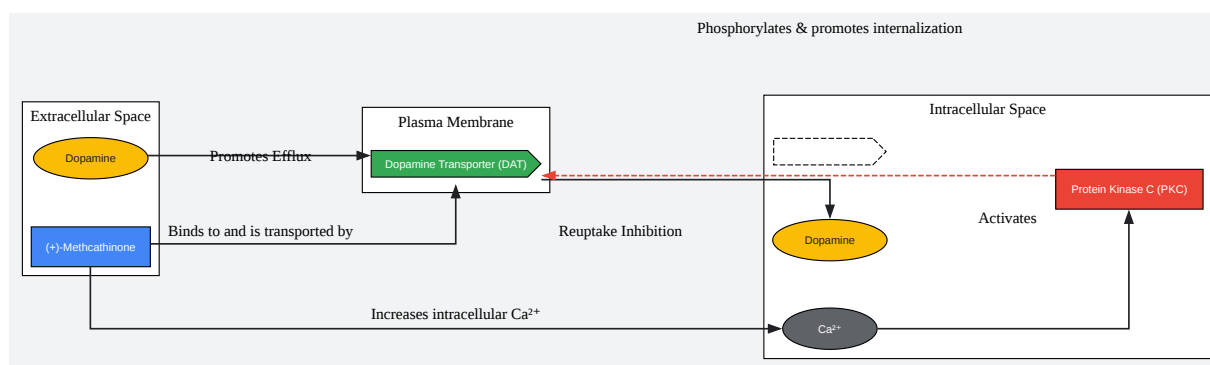 Phosphorylates & promotes internalization
Extracellular Space
Plasma Membrane
Intracellular Space
Dopamine
Promotes Efflux
Dopamine Transporter (DAT)
Protein Kinase C (PKC)
(+)-Methcathinone
Binds to and is transported by
Reuptake Inhibition
Dopamine
Activates
Increases intracellular Ca²⁺
Ca²⁺